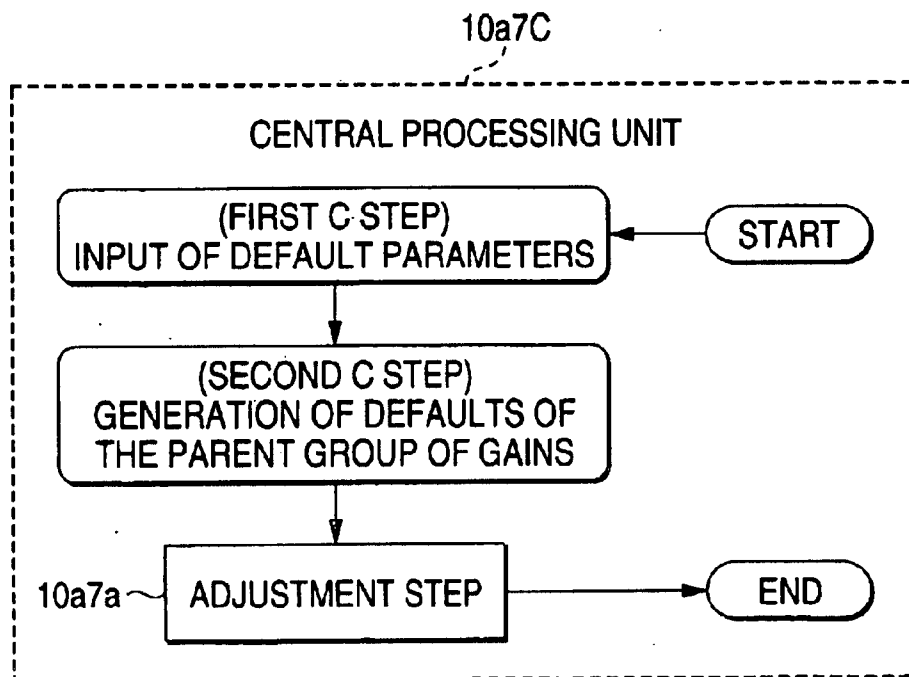 10a7C
CENTRAL PROCESSING UNIT
(FIRST C STEP)
INPUT OF DEFAULT PARAMETERS
START
(SECOND C STEP)
GENERATION OF DEFAULTS OF
THE PARENT GROUP OF GAINS
10a7a
ADJUSTMENT STEP
END